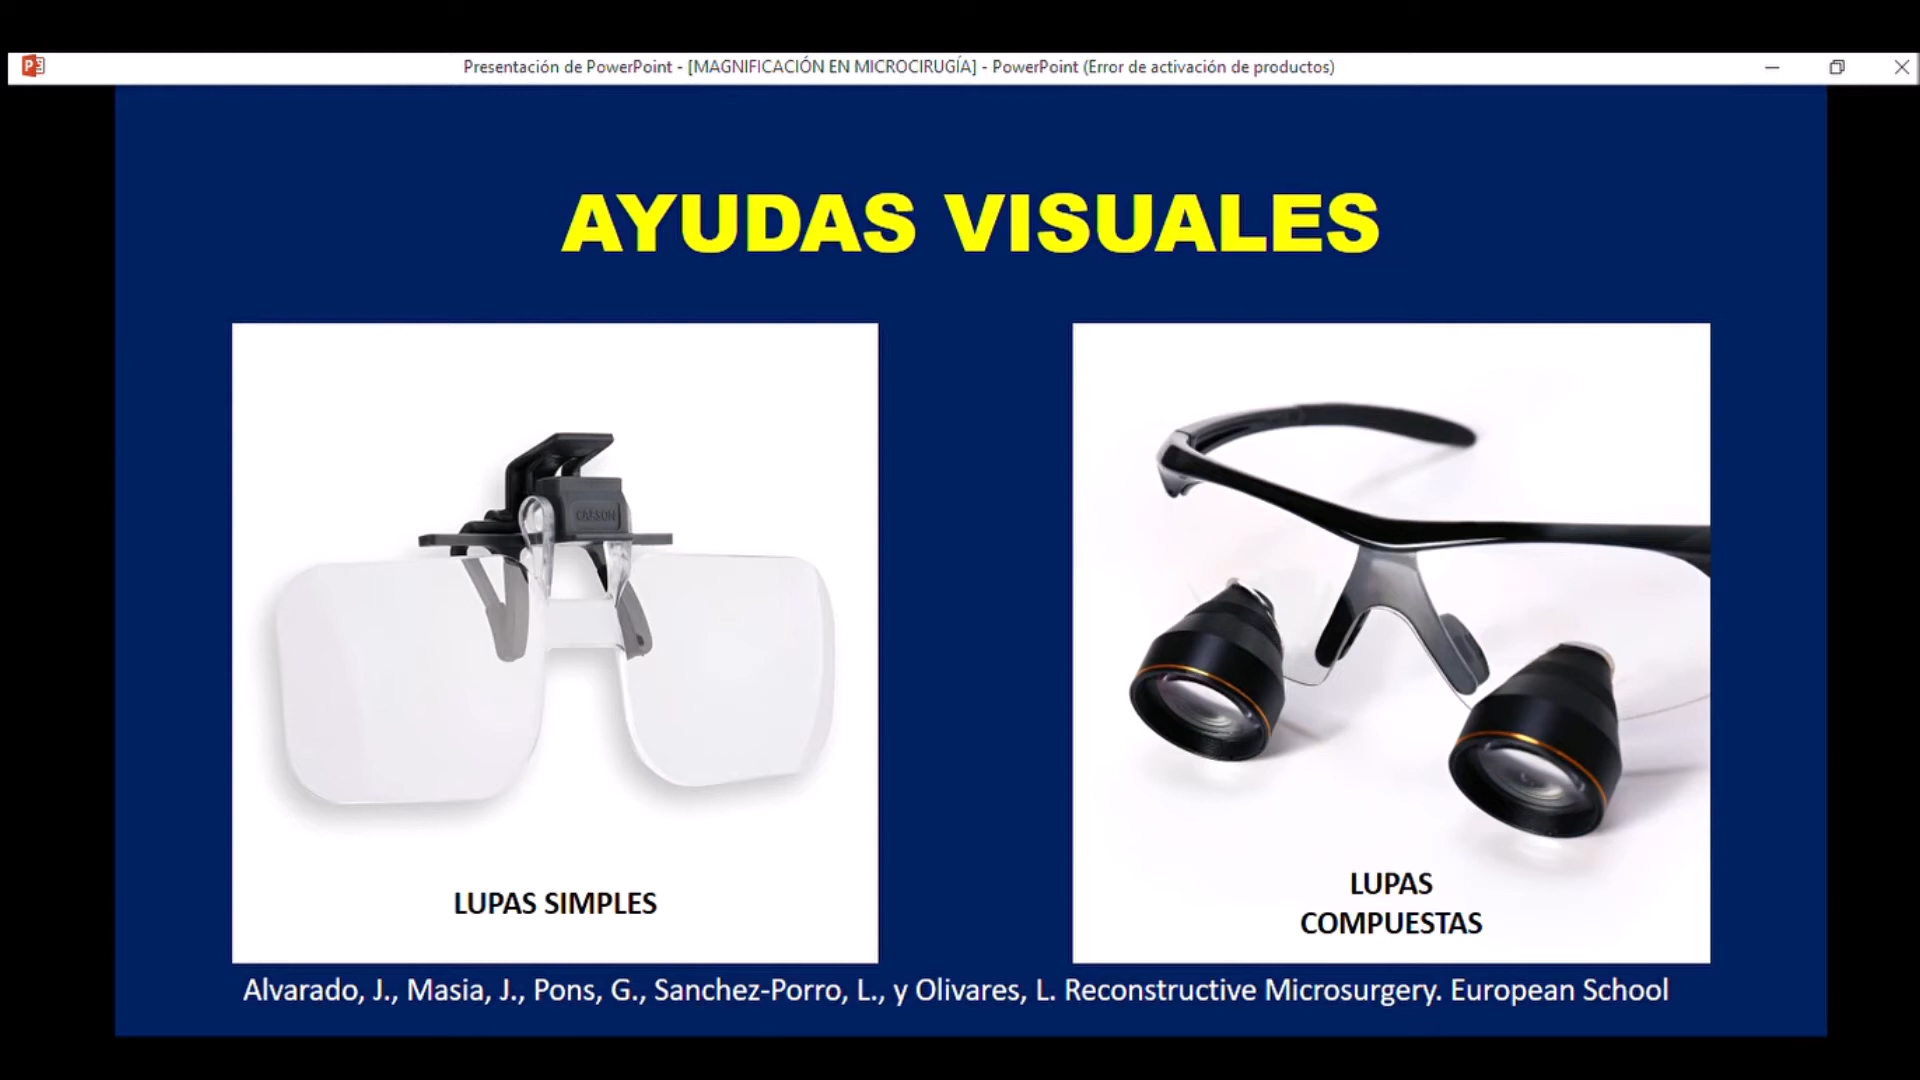 Presentación de PowerPoint - [MAGNIFICACIÓN EN MICROCIRUGÍA] - PowerPoint (Error de activación de productos)
AYUDAS VISUALES
CARSON
LUPAS SIMPLES
LUPAS
COMPUESTAS
Alvarado, J., Masia, J., Pons, G., Sanchez-Porro, L., y Olivares, L. Reconstructive Microsurgery. European School